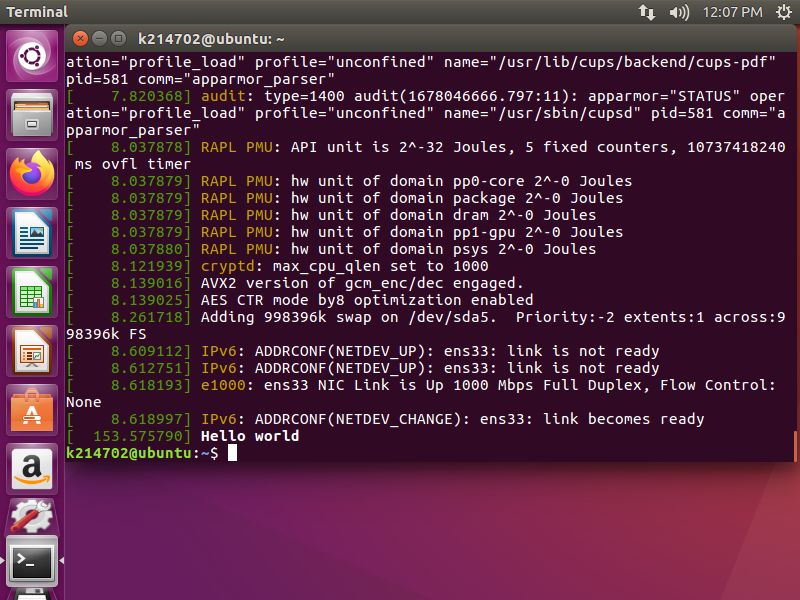 Terminal
12:07 PM
k214702@ubuntu: ~
ation="profile_load" profile="unconfined" name="/usr/lib/cups/backend/cups-pdf"
pid=581 comm="apparmor_parser"
[    7.820368] audit: type=1400 audit(1678046666.797:11): apparmor="STATUS" oper
ation="profile_load" profile="unconfined" name="/usr/sbin/cupsd" pid=581 comm="a
pparmor_parser"
[    8.037878] RAPL PMU: API unit is 2^-32 Joules, 5 fixed counters, 10737418240
 ms ovfl timer
[    8.037879] RAPL PMU: hw unit of domain pp0-core 2^-0 Joules
[    8.037879] RAPL PMU: hw unit of domain package 2^-0 Joules
[    8.037879] RAPL PMU: hw unit of domain dram 2^-0 Joules
[    8.037879] RAPL PMU: hw unit of domain pp1-gpu 2^-0 Joules
[    8.037880] RAPL PMU: hw unit of domain psys 2^-0 Joules
[    8.121939] cryptd: max_cpu_qlen set to 1000
[    8.139016] AVX2 version of gcm_enc/dec engaged.
[    8.139025] AES CTR mode by8 optimization enabled
[    8.261718] Adding 998396k swap on /dev/sda5.  Priority:-2 extents:1 across:9
98396k FS
[    8.609112] IPv6: ADDRCONF(NETDEV_UP): ens33: link is not ready
[    8.612751] IPv6: ADDRCONF(NETDEV_UP): ens33: link is not ready
[    8.618193] e1000: ens33 NIC Link is Up 1000 Mbps Full Duplex, Flow Control:
None
[    8.618997] IPv6: ADDRCONF(NETDEV_CHANGE): ens33: link becomes ready
[  153.575790] Hello world
k214702@ubuntu:~$